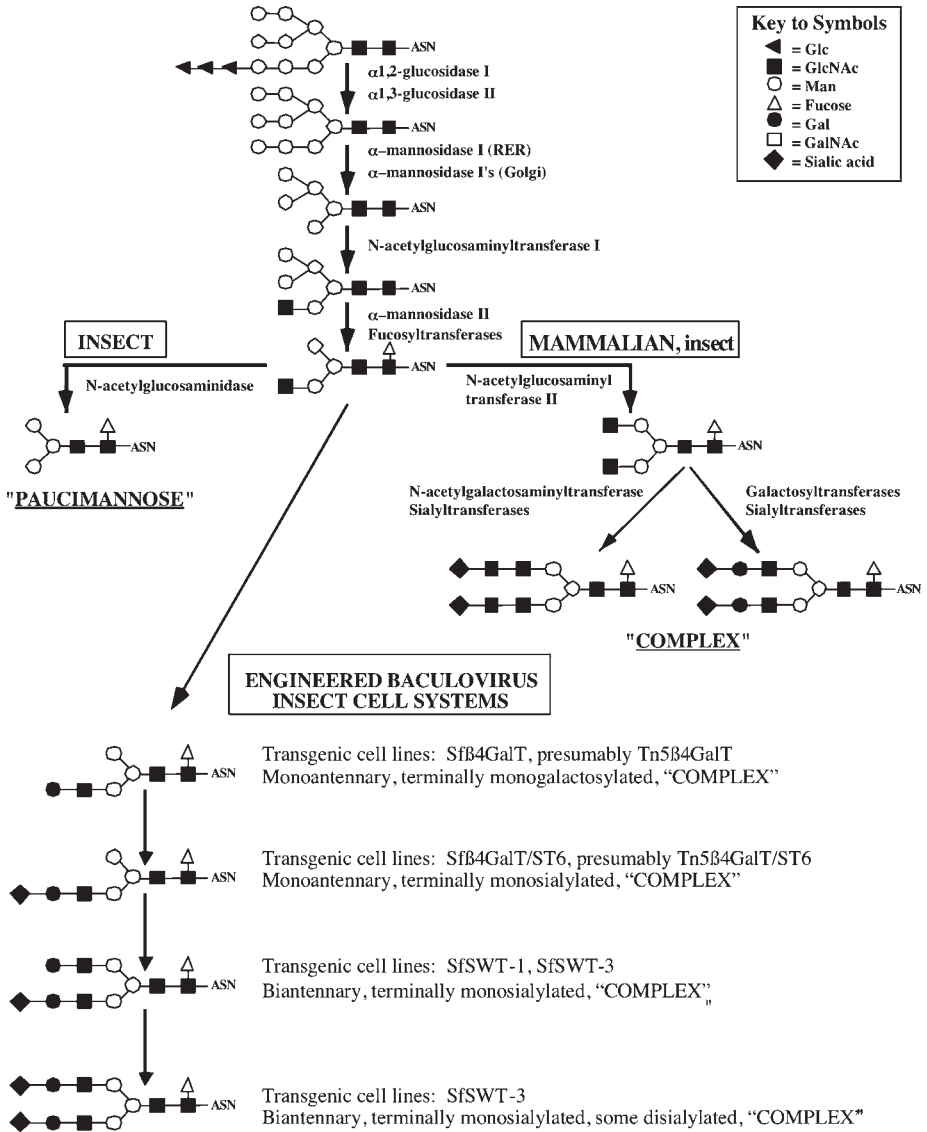 Key to Symbols
= Glc
= GlcNAc
= Man
= Fucose
= Gal
= GalNAc
= Sialic acid
ASN
α1,2-glucosidase I
α1,3-glucosidase II
ASN
α–mannosidase I (RER)
α–mannosidase I's (Golgi)
ASN
N-acetylglucosaminyltransferase I
ASN
α–mannosidase II
Fucosyltransferases
ASN
INSECT
N-acetylglucosaminidase
ASN
"PAUCIMANNOSE"
MAMMALIAN, insect
N-acetylglucosaminyl
transferase II
ASN
N-acetylgalactosaminyltransferase
Sialyltransferases
Galactosyltransferases
Sialyltransferases
ASN
ASN
"COMPLEX"
ENGINEERED BACULOVIRUS
INSECT CELL SYSTEMS
ASN
Transgenic cell lines: Sfß4GalT, presumably Tn5ß4GalT
Monoantennary, terminally monogalactosylated, “COMPLEX”
ASN
Transgenic cell lines: Sfß4GalT/ST6, presumably Tn5ß4GalT/ST6
Monoantennary, terminally monosialylated, “COMPLEX”
ASN
Transgenic cell lines: SfSWT-1, SfSWT-3
Biantennary, terminally monosialylated, “COMPLEX”
"
ASN
Transgenic cell lines: SfSWT-3
Biantennary, terminally monosialylated, some disialylated, “COMPLEX”"